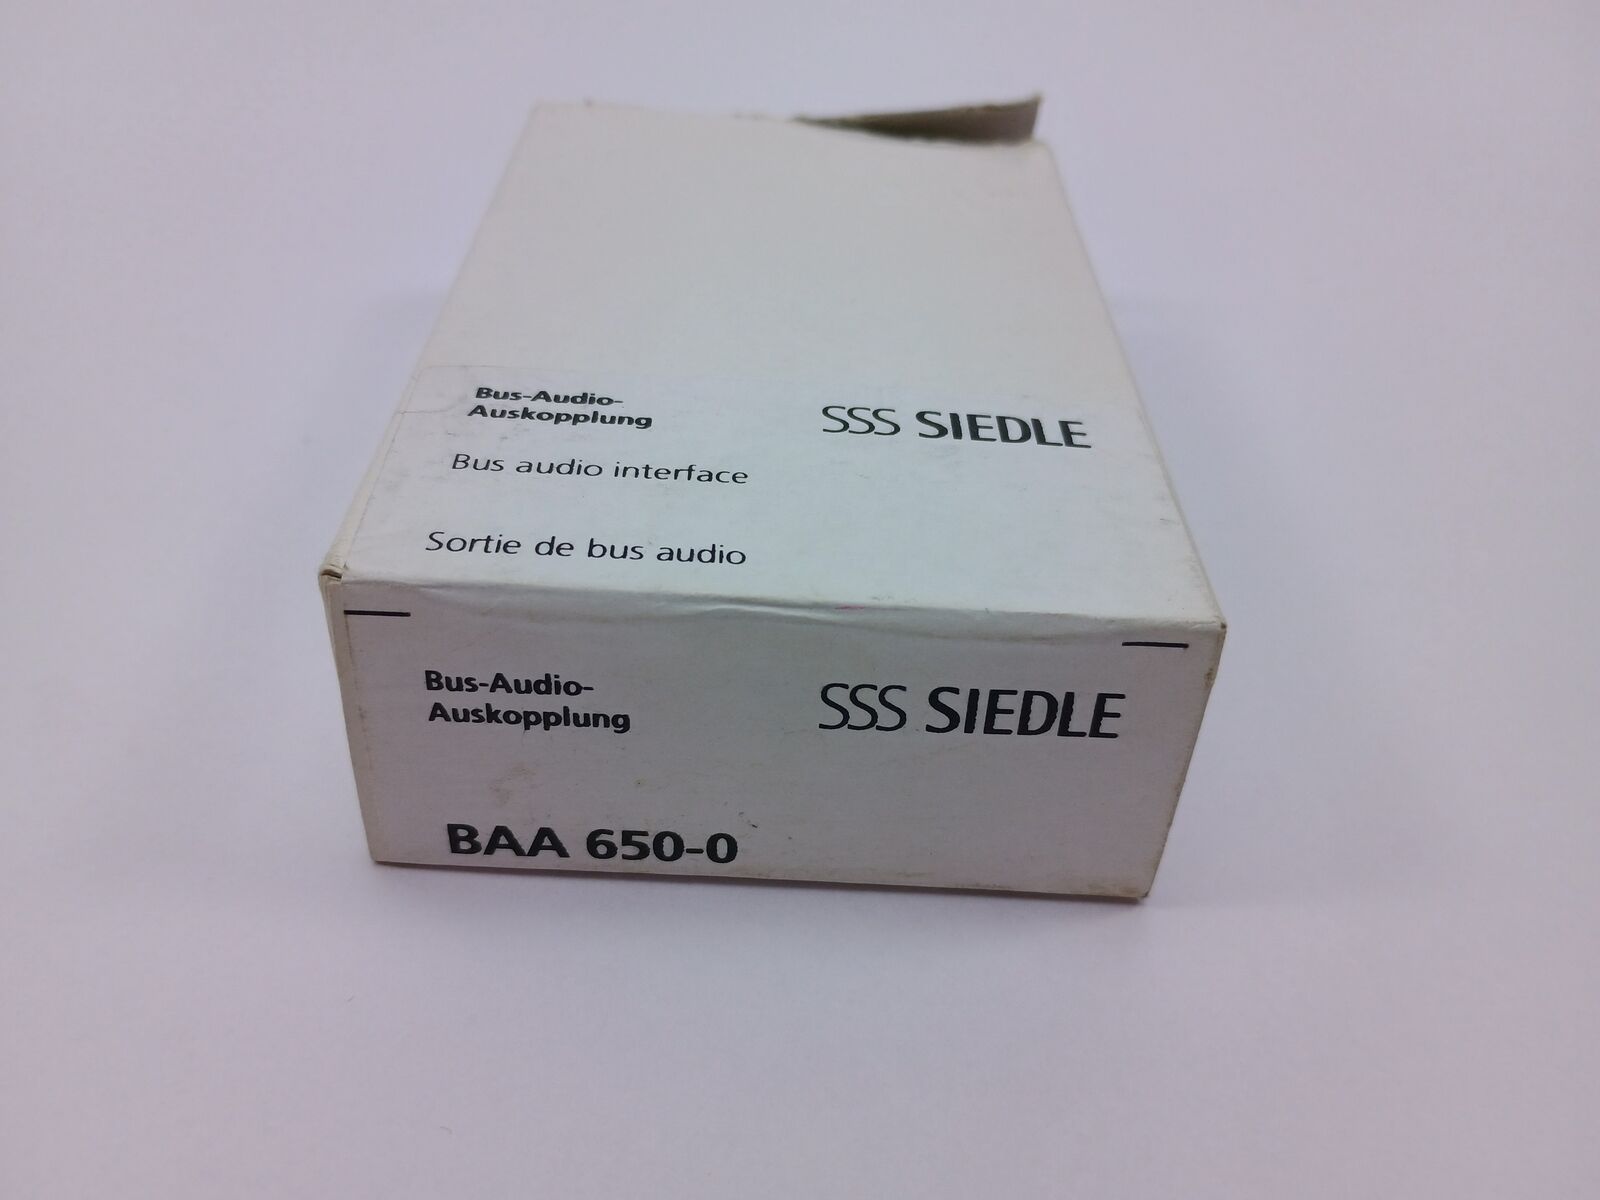 Bus-Audio-
Auskopplung
SSS SIEDLE
Bus audio interface
Sortie de bus audio
Bus-Audio-
Auskopplung
SSS SIEDLE
BAA 650-0